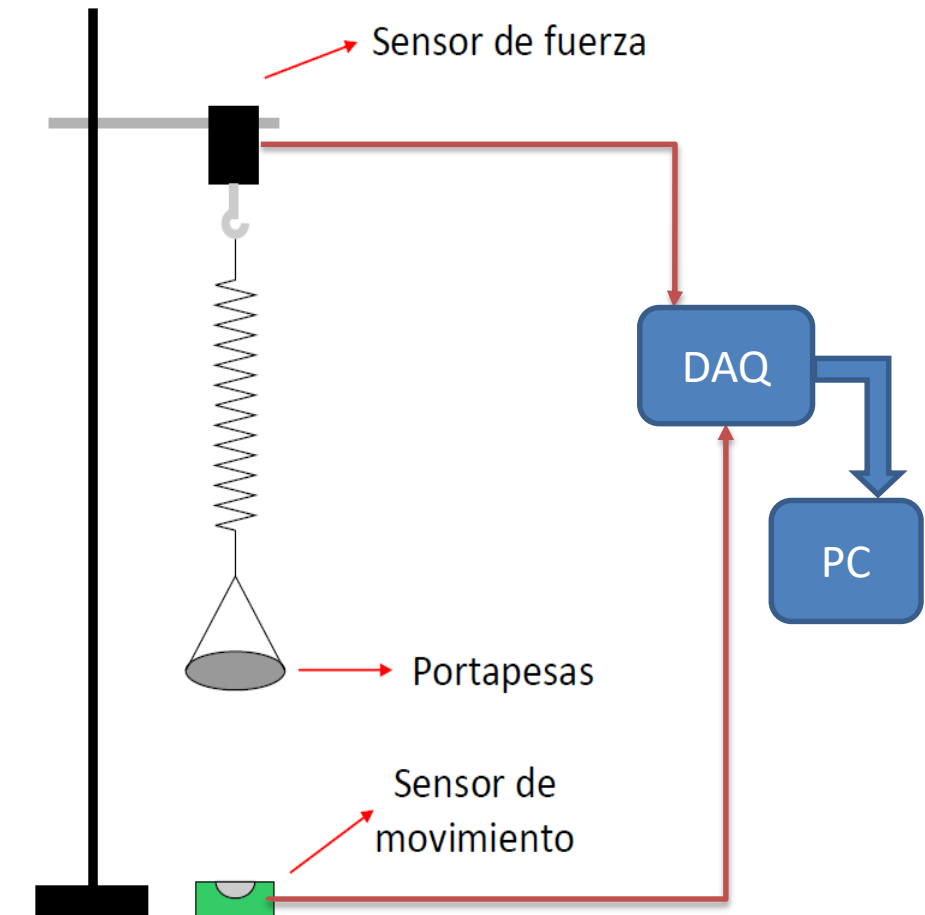 Sensor de fuerza
DAQ
PC
Portapesas
Sensor de
movimiento